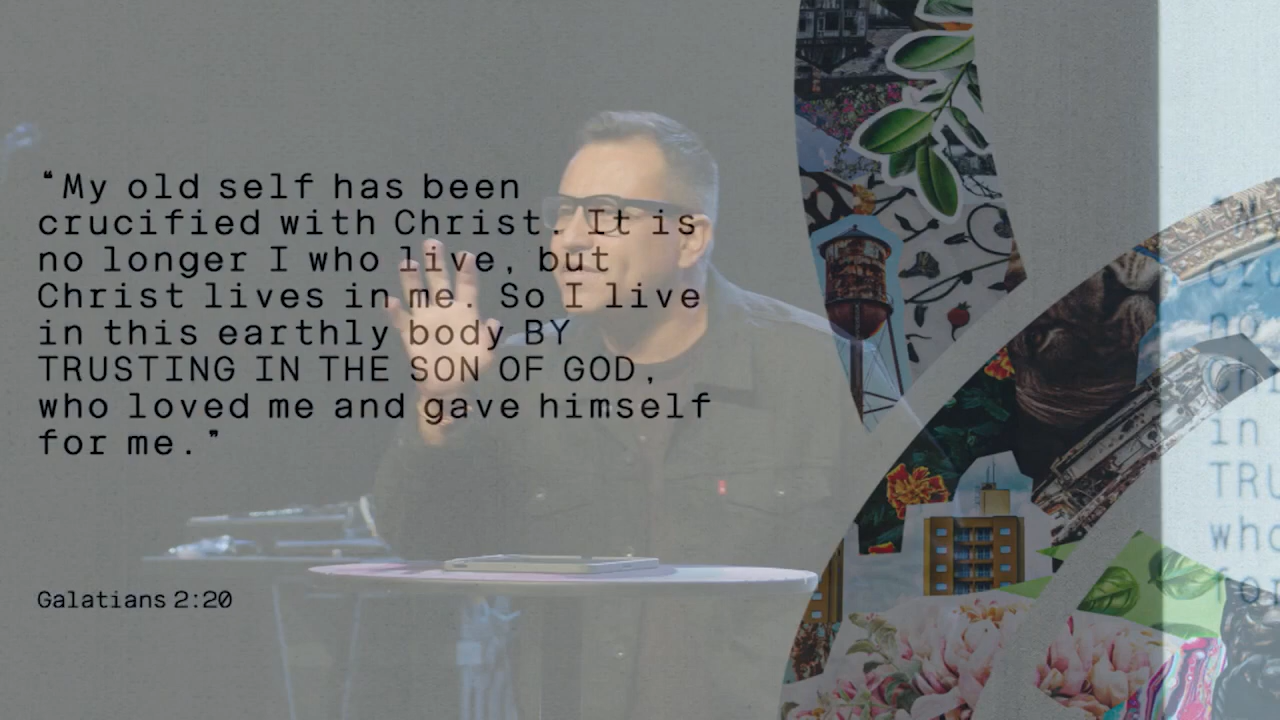 “My old self has been
crucified with Christ. It is
no longer I who live, but
Christ lives in me. So I live
in this earthly body BY
TRUSTING IN THE SON OF GOD,
who loved me and gave himself
for me.”
Galatians 2:20
in